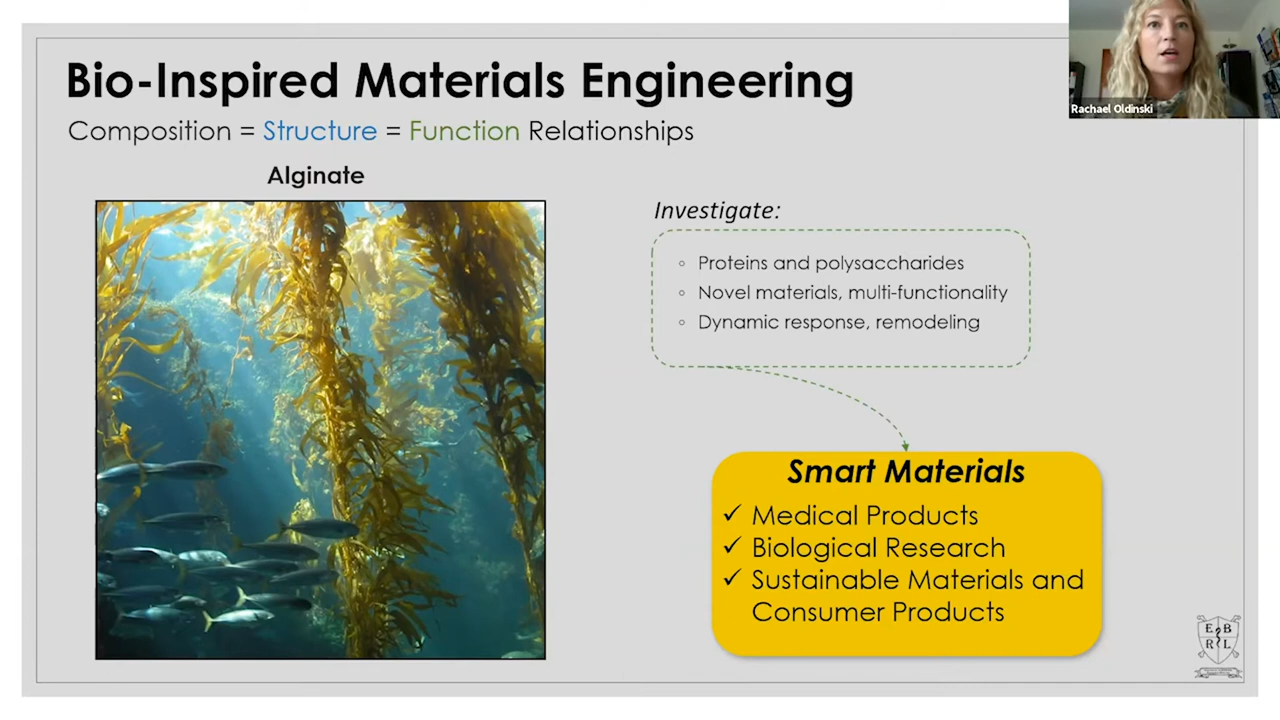 Bio-Inspired Materials Engineering
Composition = Structure = Function Relationships
Rachael Oldinski
Alginate
Investigate:
Proteins and polysaccharides
Novel materials, multi-functionality
Dynamic response, remodeling
Smart Materials
✓ Medical Products
✓ Biological Research
✓ Sustainable Materials and
Consumer Products
E B
R L